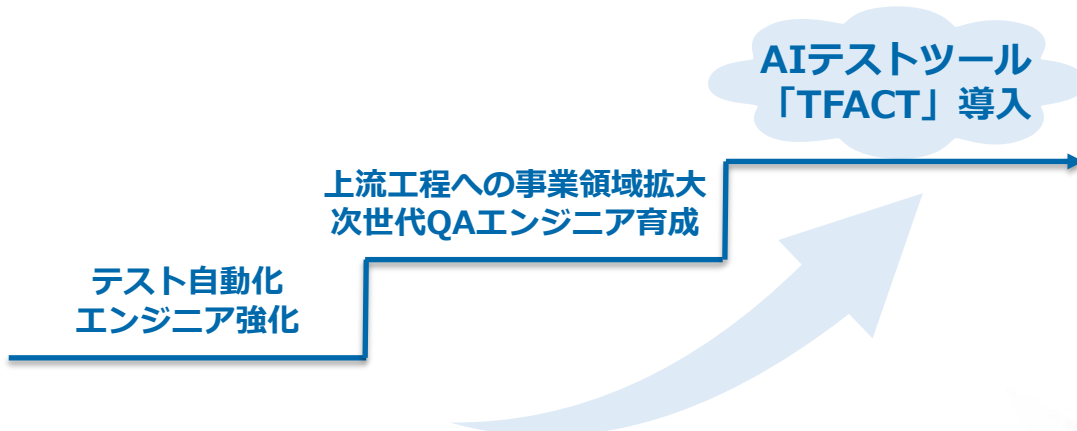 AIテストツール
「TFACT」導入
上流工程への事業領域拡大
次世代QAエンジニア育成
テスト自動化
エンジニア強化